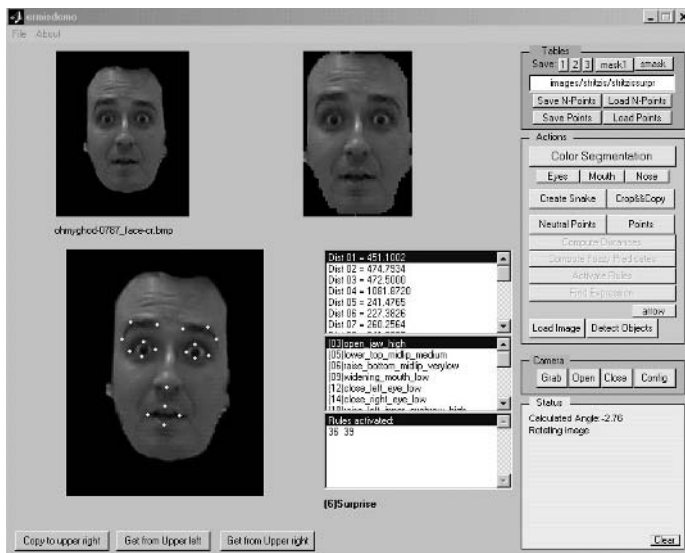 ermisdemo
File About
ohmyghod-0787_face-cr.bmp
Dist 01 = 451.1002
Dist 02 = 474.7934
Dist 03 = 472.5000
Dist 04 = 1081.8720
Dist 05 = 241.4765
Dist 06 = 227.3826
Dist 07 = 260.2564
|03|open_jaw_high
|05|lower_top_midlip_medium
|06|raise_bottom_midlip_verylow
|09|widening_mouth_low
|12|close_left_eye_low
|14|close_right_eye_low
Rules activated:
36 39
(6)Surprise
Copy to upper right Get from Upper left Get from Upper right
Tables
Save: 1 2 3 mask1 smask
images/stritzis/stritzissurpr
Save N-Points Load N-Points
Save Points Load Points
Actions
Color Segmentation
Eyes Mouth Nose
Create Snake Crop&&Copy
Neutral Points Points
Compute Distances
Compute Fuzzy Predicates
Activate Rules
Find Expression
allow
Load Image Detect Objects
Camera
Grab Open Close Config
Status
Calculated Angle:-2.76
Rotating Image
Clear